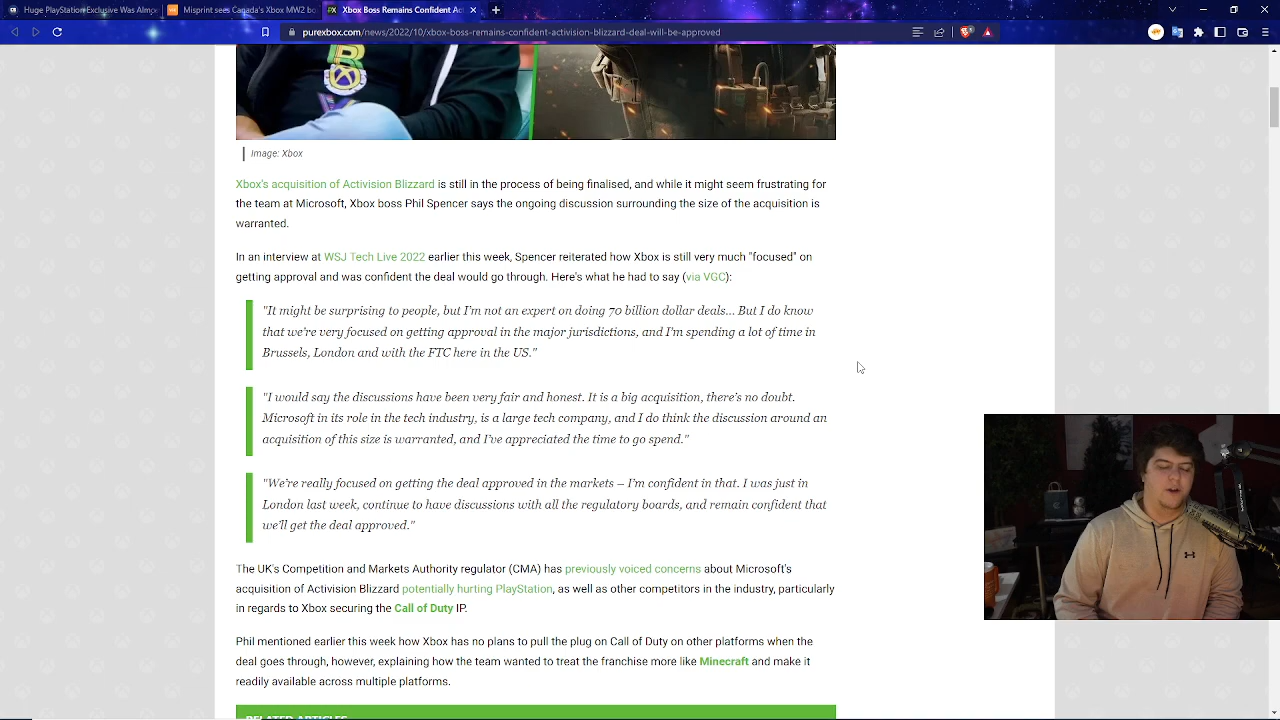 Huge PlayStation Exclusive Was Almo
Misprint sees Canada's Xbox MW2 bo
Xbox Boss Remains Confident Ac
purexbox.com/news/2022/10/xbox-boss-remains-confident-activision-blizzard-deal-will-be-approved
Image: Xbox
Xbox's acquisition of Activision Blizzard is still in the process of being finalised, and while it might seem frustrating for
the team at Microsoft, Xbox boss Phil Spencer says the ongoing discussion surrounding the size of the acquisition is
warranted.
In an interview at WSJ Tech Live 2022 earlier this week, Spencer reiterated how Xbox is still very much "focused" on
getting approval and was confident the deal would go through. Here's what he had to say (via VGC):
"It might be surprising to people, but I'm not an expert on doing 70 billion dollar deals... But I do know
that we're very focused on getting approval in the major jurisdictions, and I'm spending a lot of time in
Brussels, London and with the FTC here in the US."
"I would say the discussions have been very fair and honest. It is a big acquisition, there's no doubt.
Microsoft in its role in the tech industry, is a large tech company, and I do think the discussion around an
acquisition of this size is warranted, and I've appreciated the time to go spend."
"We're really focused on getting the deal approved in the markets – I'm confident in that. I was just in
London last week, continue to have discussions with all the regulatory boards, and remain confident that
we'll get the deal approved."
The UK's Competition and Markets Authority regulator (CMA) has previously voiced concerns about Microsoft's
acquisition of Activision Blizzard potentially hurting PlayStation, as well as other competitors in the industry, particularly
in regards to Xbox securing the Call of Duty IP.
Phil mentioned earlier this week how Xbox has no plans to pull the plug on Call of Duty on other platforms when the
deal goes through, however, explaining how the team wanted to treat the franchise more like Minecraft and make it
readily available across multiple platforms.
RELATED ARTICLES